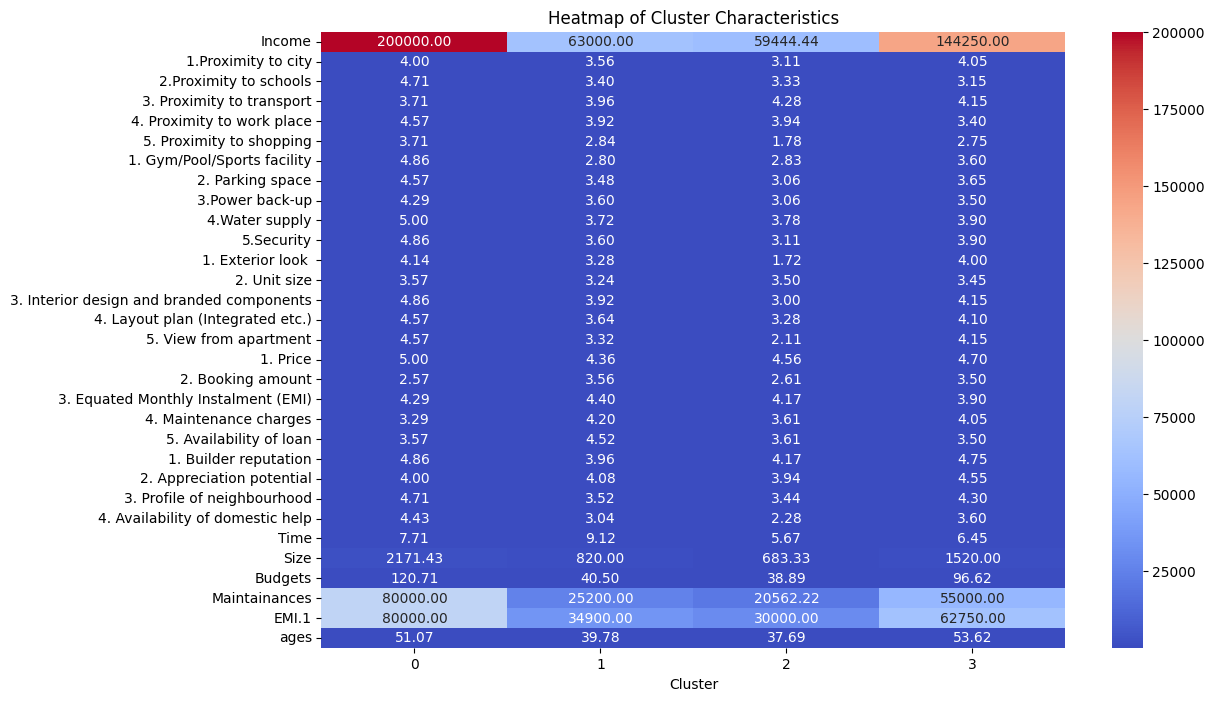 Heatmap of Cluster Characteristics
Income 200000.00 63000.00 59444.44 144250.00
1.Proximity to city 4.00 3.56 3.11 4.05
2.Proximity to schools 4.71 3.40 3.33 3.15
3. Proximity to transport 3.71 3.96 4.28 4.15
4. Proximity to work place 4.57 3.92 3.94 3.40
5. Proximity to shopping 3.71 2.84 1.78 2.75
1. Gym/Pool/Sports facility 4.86 2.80 2.83 3.60
2. Parking space 4.57 3.48 3.06 3.65
3.Power back-up 4.29 3.60 3.06 3.50
4.Water supply 5.00 3.72 3.78 3.90
5.Security 4.86 3.60 3.11 3.90
1. Exterior look 4.14 3.28 1.72 4.00
2. Unit size 3.57 3.24 3.50 3.45
3. Interior design and branded components 4.86 3.92 3.00 4.15
4. Layout plan (Integrated etc.) 4.57 3.64 3.28 4.10
5. View from apartment 4.57 3.32 2.11 4.15
1. Price 5.00 4.36 4.56 4.70
2. Booking amount 2.57 3.56 2.61 3.50
3. Equated Monthly Instalment (EMI) 4.29 4.40 4.17 3.90
4. Maintenance charges 3.29 4.20 3.61 4.05
5. Availability of loan 3.57 4.52 3.61 3.50
1. Builder reputation 4.86 3.96 4.17 4.75
2. Appreciation potential 4.00 4.08 3.94 4.55
3. Profile of neighbourhood 4.71 3.52 3.44 4.30
4. Availability of domestic help 4.43 3.04 2.28 3.60
Time 7.71 9.12 5.67 6.45
Size 2171.43 820.00 683.33 1520.00
Budgets 120.71 40.50 38.89 96.62
Maintainances 80000.00 25200.00 20562.22 55000.00
EMI.1 80000.00 34900.00 30000.00 62750.00
ages 51.07 39.78 37.69 53.62
0 1 2 3
Cluster
200000
175000
150000
125000
100000
75000
50000
25000